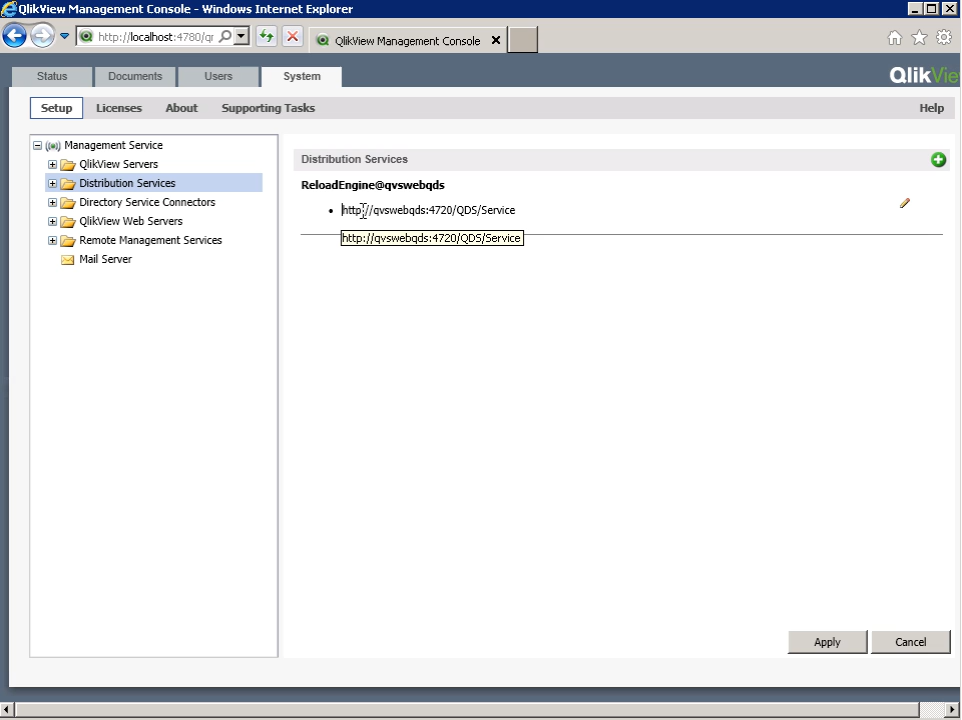 QlikView Management Console - Windows Internet Explorer
http://localhost:4780/qr
QlikView Management Console
Status Documents Users System
QlikVie
Setup Licenses About Supporting Tasks Help
Management Service
QlikView Servers
Distribution Services
Directory Service Connectors
QlikView Web Servers
Remote Management Services
Mail Server
Distribution Services
ReloadEngine@qvswebqds
• http://qvswebqds:4720/QDS/Service
http://qvswebqds:4720/QDS/Service
Apply Cancel